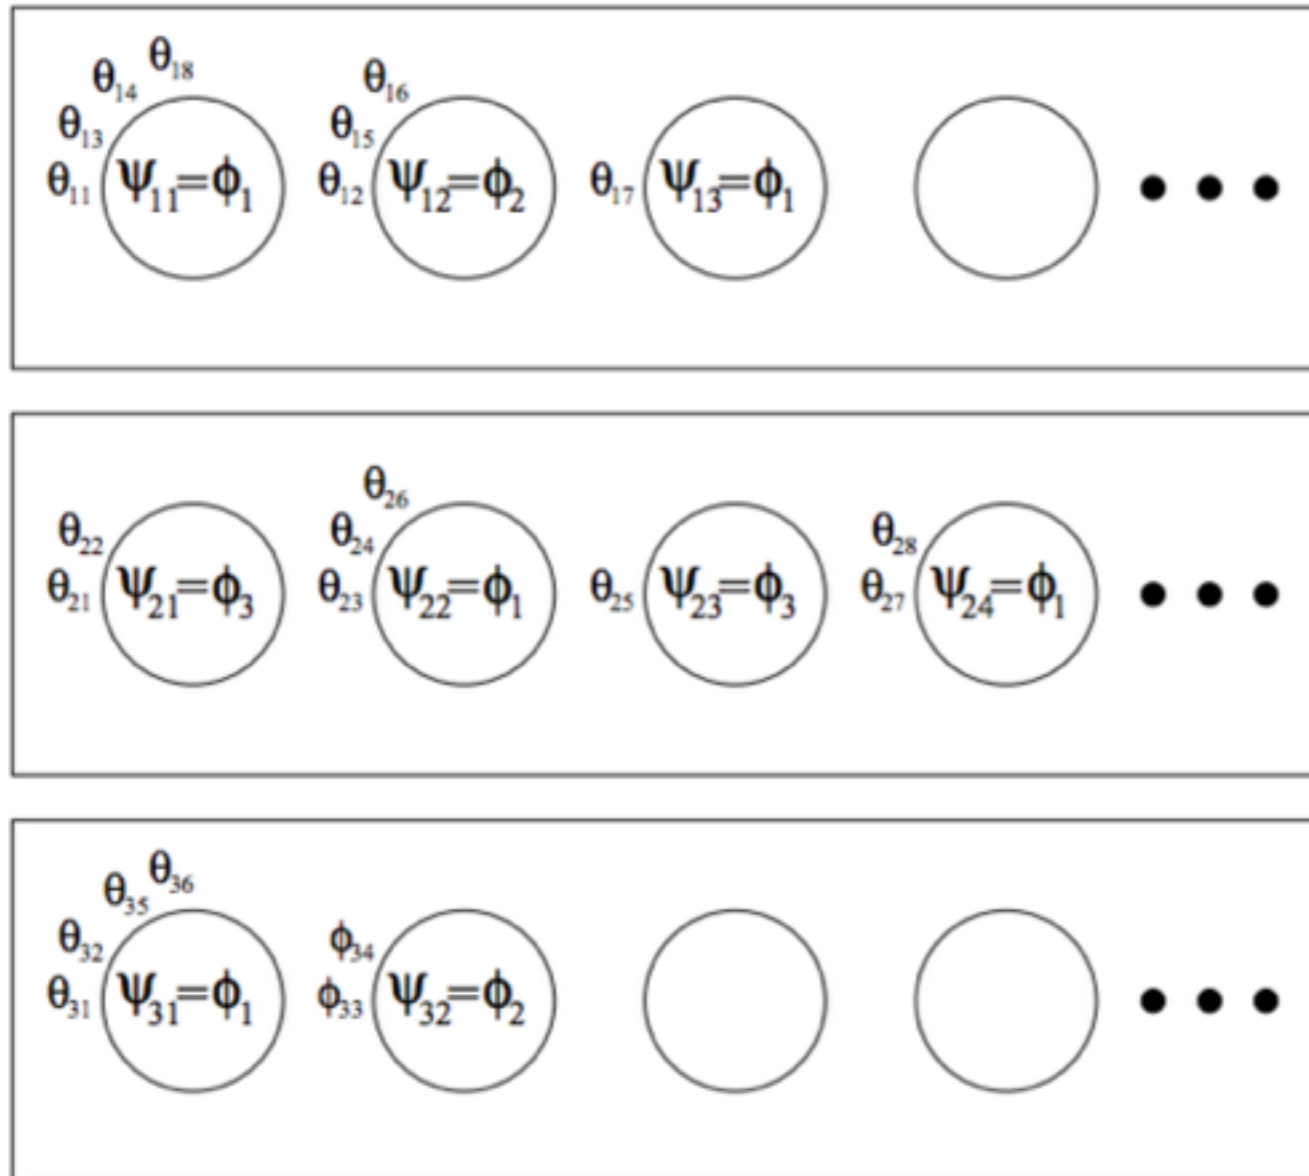 θ₁₄ θ₁₈ θ₁₆
θ₁₃ θ₁₅
θ₁₁ ψ₁₁=ϕ₁ θ₁₂ ψ₁₂=ϕ₂ θ₁₇ ψ₁₃=ϕ₁
θ₂₆
θ₂₂ θ₂₄ θ₂₈
θ₂₁ ψ₂₁=ϕ₃ θ₂₃ ψ₂₂=ϕ₁ θ₂₅ ψ₂₃=ϕ₃ θ₂₇ ψ₂₄=ϕ₁
θ₃₅ θ₃₆
θ₃₂ ϕ₃₄
θ₃₁ ψ₃₁=ϕ₁ ϕ₃₃ ψ₃₂=ϕ₂